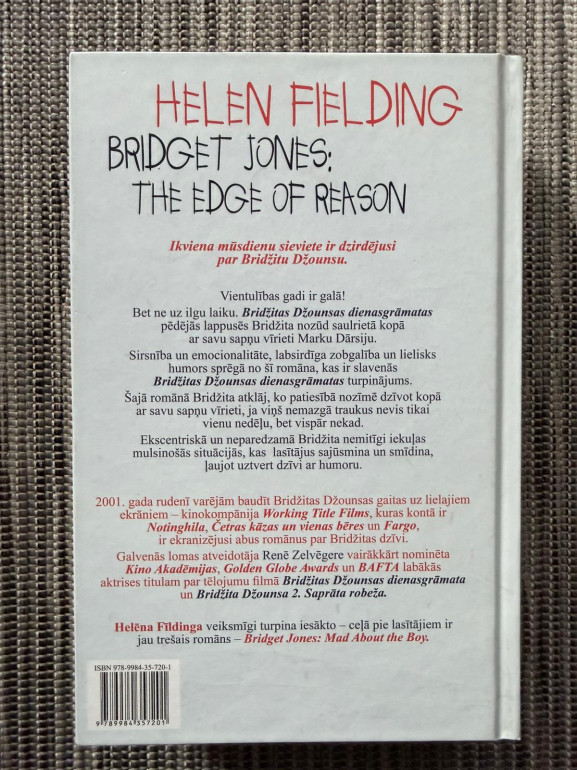 HELEN FIELDING
BRIDGET JONES:
THE EDGE OF REASON
Ikviena mūsdienu sieviete ir dzirdējusi
par Bridžitu Džounsu.
Vientulības gadi ir galā!
Bet ne uz ilgu laiku. Bridžitas Džounsas dienasgrāmatas
pēdējās lappusēs Bridžita nozūd saulrietā kopā
ar savu sapņu vīrieti Marku Dārsiju.
Sirsnība un emocionalitāte, labsirdīga zobgalība un lielisks
humors sprēgā no šī romāna, kas ir slavenās
Bridžitas Džounsas dienasgrāmatas turpinājums.
Šajā romānā Bridžita atklāj, ko patiesībā nozīmē dzīvot kopā
ar savu sapņu vīrieti, ja viņš nemazgā traukus nevis tikai
vienu nedēļu, bet vispār nekad.
Ekscentriskā un neparedzamā Bridžita nemitīgi iekuļas
mulsinošās situācijās, kas lasītājus sajūsmina un smīdina,
ļaujot uztvert dzīvi ar humoru.
2001. gada rudenī varējām baudīt Bridžitas Džounsas gaitas uz lielajiem
ekrāniem – kinokompānija Working Title Films, kuras kontā ir
Notinghila, Četras kāzas un vienas bēres un Fargo,
ir ekranizējusi abus romānus par Bridžitas dzīvi.
Galvenās lomas atveidotāja Renē Zelvēgere vairākkārt nominēta
Kino Akadēmijas, Golden Globe Awards un BAFTA labākās
aktrises titulam par tēlojumu filmā Bridžitas Džounsas dienasgrāmata
un Bridžita Džounsa 2. Saprāta robeža.
Helēna Fīldinga veiksmīgi turpina iesākto – ceļā pie lasītājiem ir
jau trešais romāns – Bridget Jones: Mad About the Boy.
ISBN 978-9984-35-720-1
9 789984 357201